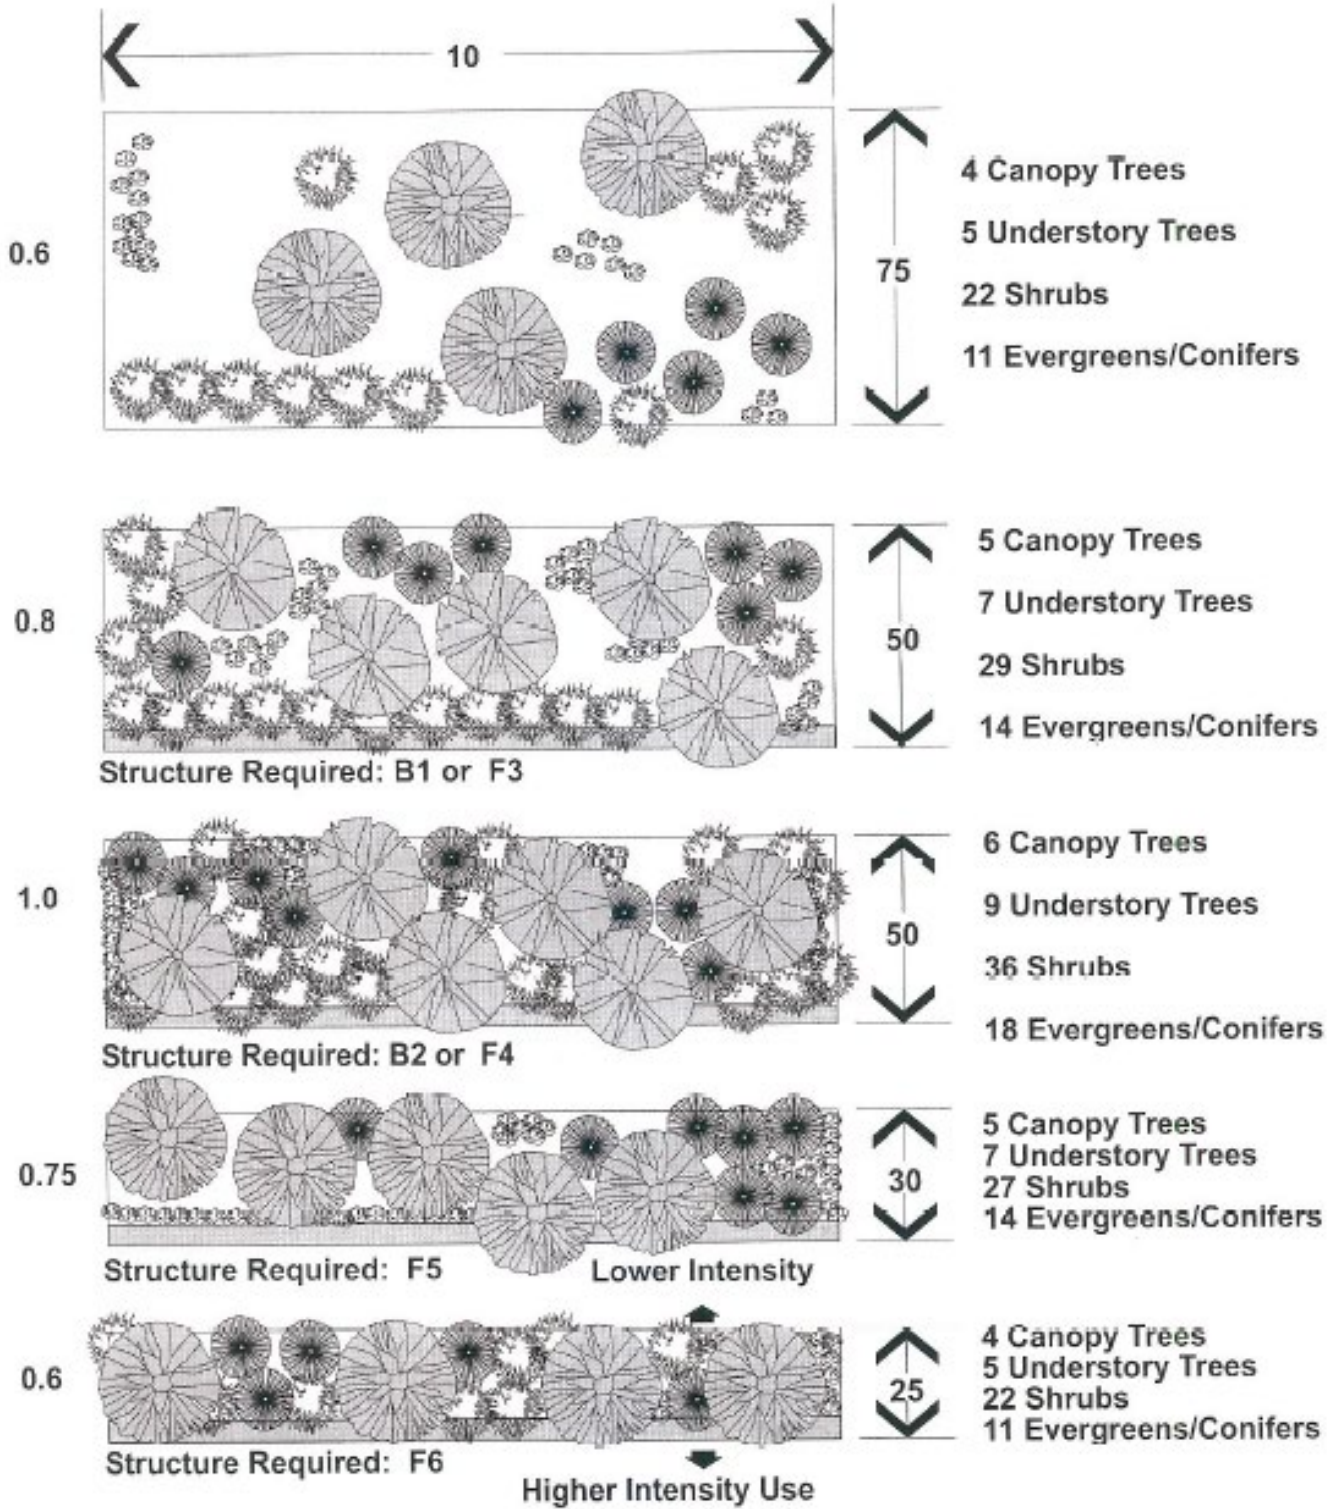 10
0.6
75
4 Canopy Trees
5 Understory Trees
22 Shrubs
11 Evergreens/Conifers
0.8
50
5 Canopy Trees
7 Understory Trees
29 Shrubs
14 Evergreens/Conifers
Structure Required: B1 or F3
1.0
50
6 Canopy Trees
9 Understory Trees
36 Shrubs
18 Evergreens/Conifers
Structure Required: B2 or F4
0.75
30
5 Canopy Trees
7 Understory Trees
27 Shrubs
14 Evergreens/Conifers
Structure Required: F5
Lower Intensity
0.6
25
4 Canopy Trees
5 Understory Trees
22 Shrubs
11 Evergreens/Conifers
Structure Required: F6
Higher Intensity Use